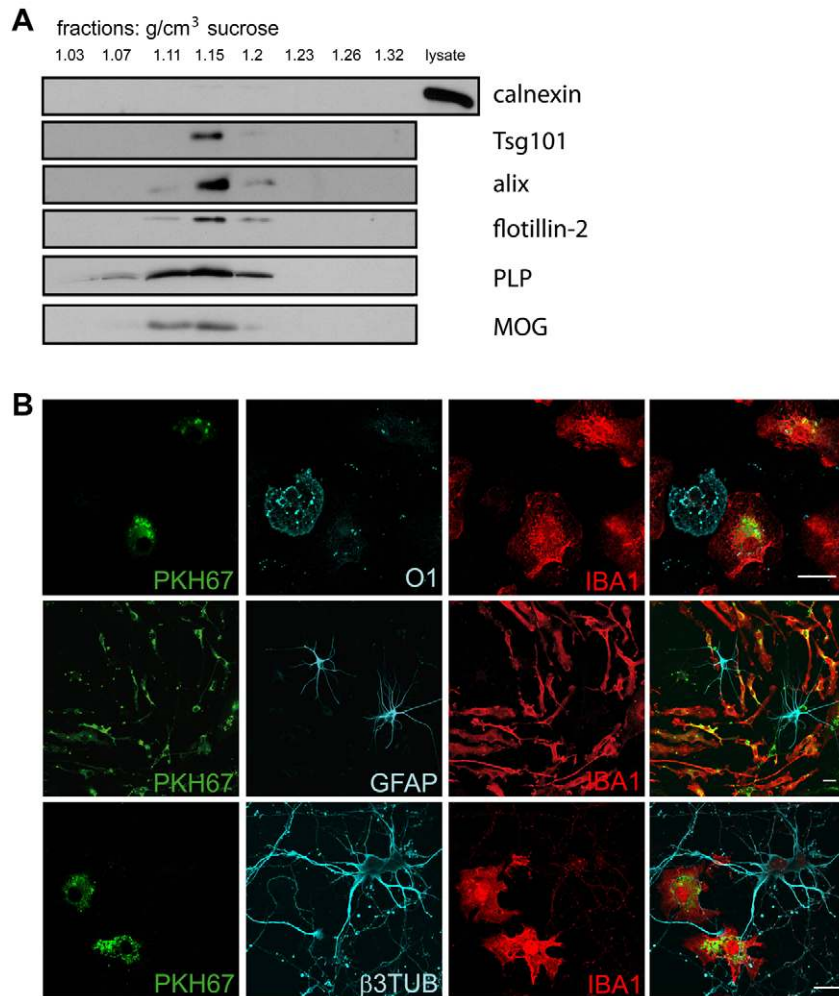 A
fractions: g/cm³ sucrose
1.03 1.07 1.11 1.15 1.2 1.23 1.26 1.32 lysate
calnexin
Tsg101
alix
flotillin-2
PLP
MOG
B
PKH67 O1 IBA1
PKH67 GFAP IBA1
PKH67 β3TUB IBA1